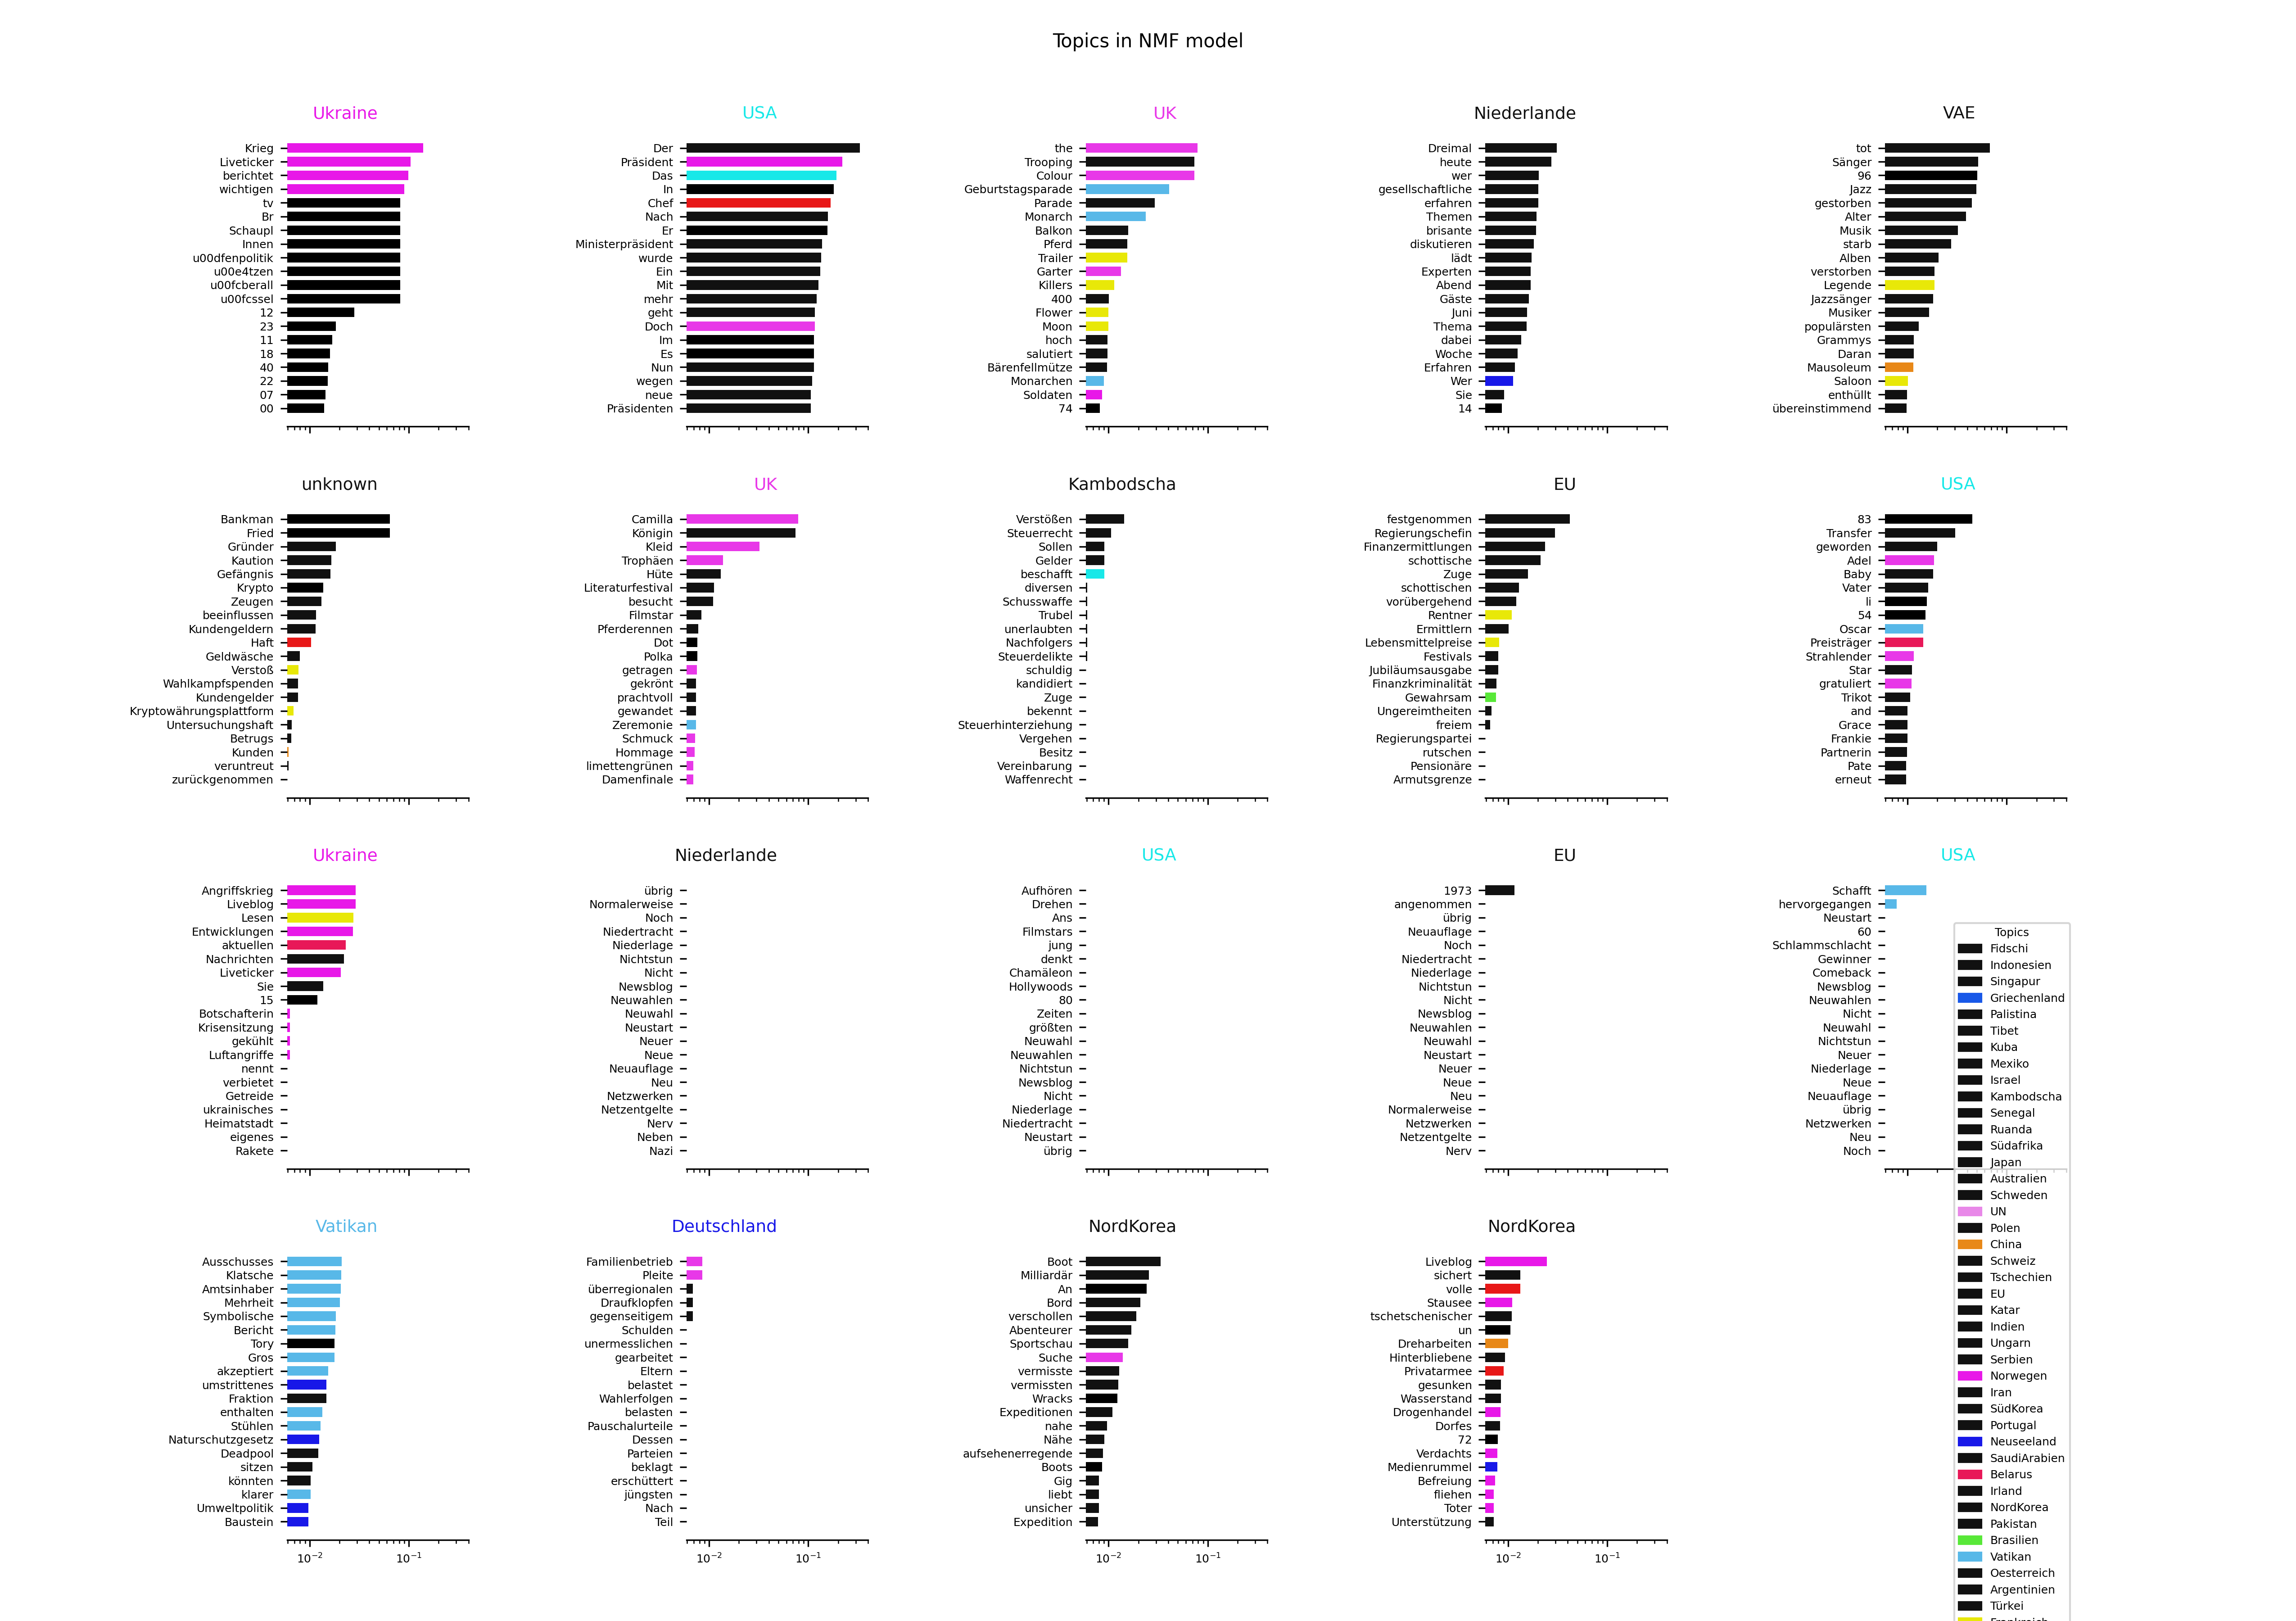 Topics in NMF model
Ukraine
Krieg
Liveticker
berichtet
wichtigen
tv
Br
Schaupl
Innen
u00dfenpolitik
u00e4tzen
u00fcberall
u00fcssel
12
23
11
18
40
22
07
00
USA
Der
Präsident
Das
In
Chef
Nach
Er
Ministerpräsident
wurde
Ein
Mit
mehr
geht
Doch
Im
Es
Nun
wegen
neue
Präsidenten
UK
the
Trooping
Colour
Geburtstagsparade
Parade
Monarch
Balkon
Pferd
Trailer
Garter
Killers
400
Flower
Moon
hoch
salutiert
Bärenfellmütze
Monarchen
Soldaten
74
Niederlande
Dreimal
heute
wer
gesellschaftliche
erfahren
Themen
brisante
diskutieren
lädt
Experten
Abend
Gäste
Juni
Thema
dabei
Woche
Erfahren
Wer
Sie
14
VAE
tot
Sänger
96
Jazz
gestorben
Alter
Musik
starb
Alben
verstorben
Legende
Jazzsänger
Musiker
populärsten
Grammys
Daran
Mausoleum
Saloon
enthüllt
übereinstimmend
unknown
Bankman
Fried
Gründer
Kaution
Gefängnis
Krypto
Zeugen
beeinflussen
Kundengeldern
Haft
Geldwäsche
Verstoß
Wahlkampfspenden
Kundengelder
Kryptowährungsplattform
Untersuchungshaft
Betrugs
Kunden
veruntreut
zurückgenommen
UK
Camilla
Königin
Kleid
Trophäen
Hüte
Literaturfestival
besucht
Filmstar
Pferderennen
Dot
Polka
getragen
gekrönt
prachtvoll
gewandet
Zeremonie
Schmuck
Hommage
limettengrünen
Damenfinale
Kambodscha
Verstößen
Steuerrecht
Sollen
Gelder
beschafft
diversen
Schusswaffe
Trubel
unerlaubten
Nachfolgers
Steuerdelikte
schuldig
kandidiert
Zuge
bekennt
Steuerhinterziehung
Vergehen
Besitz
Vereinbarung
Waffenrecht
EU
festgenommen
Regierungschefin
Finanzermittlungen
schottische
Zuge
schottischen
vorübergehend
Rentner
Ermittlern
Lebensmittelpreise
Festivals
Jubiläumsausgabe
Finanzkriminalität
Gewahrsam
Ungereimtheiten
freiem
Regierungspartei
rutschen
Pensionäre
Armutsgrenze
USA
83
Transfer
geworden
Adel
Baby
Vater
li
54
Oscar
Preisträger
Strahlender
Star
gratuliert
Trikot
and
Grace
Frankie
Partnerin
Pate
erneut
Ukraine
Angriffskrieg
Liveblog
Lesen
Entwicklungen
aktuellen
Nachrichten
Liveticker
Sie
15
Botschafterin
Krisensitzung
gekühlt
Luftangriffe
nennt
verbietet
Getreide
ukrainisches
Heimatstadt
eigenes
Rakete
Niederlande
übrig
Normalerweise
Noch
Niedertracht
Niederlage
Nichtstun
Nicht
Newsblog
Neuwahlen
Neuwahl
Neustart
Neuer
Neue
Neuauflage
Neu
Netzwerken
Netzentgelte
Nerv
Neben
Nazi
USA
Aufhören
Drehen
Ans
Filmstars
jung
denkt
Chamäleon
Hollywoods
80
Zeiten
größten
Neuwahl
Neuwahlen
Nichtstun
Newsblog
Nicht
Niederlage
Niedertracht
Neustart
übrig
EU
1973
angenommen
übrig
Neuauflage
Noch
Niedertracht
Niederlage
Nichtstun
Nicht
Newsblog
Neuwahlen
Neuwahl
Neustart
Neuer
Neue
Neu
Normalerweise
Netzwerken
Netzentgelte
Nerv
USA
Schafft
hervorgegangen
Neustart
60
Schlammschlacht
Gewinner
Comeback
Newsblog
Neuwahlen
Nicht
Neuwahl
Nichtstun
Neuer
Niederlage
Neue
Neuauflage
übrig
Netzwerken
Neu
Noch
Vatikan
Ausschusses
Klatsche
Amtsinhaber
Mehrheit
Symbolische
Bericht
Tory
Gros
akzeptiert
umstrittenes
Fraktion
enthalten
Stühlen
Naturschutzgesetz
Deadpool
sitzen
könnten
klarer
Umweltpolitik
Baustein
10⁻² 10⁻¹
Deutschland
Familienbetrieb
Pleite
überregionalen
Draufklopfen
gegenseitigem
Schulden
unermesslichen
gearbeitet
Eltern
belastet
Wahlerfolgen
belasten
Pauschalurteile
Dessen
Parteien
beklagt
erschüttert
jüngsten
Nach
Teil
10⁻² 10⁻¹
NordKorea
Boot
Milliardär
An
Bord
verschollen
Abenteurer
Sportschau
Suche
vermisste
vermissten
Wracks
Expeditionen
nahe
Nähe
aufsehenerregende
Boots
Gig
liebt
unsicher
Expedition
10⁻² 10⁻¹
NordKorea
Liveblog
sichert
volle
Stausee
tschetschenischer
un
Dreharbeiten
Hinterbliebene
Privatarmee
gesunken
Wasserstand
Drogenhandel
Dorfes
72
Verdachts
Medienrummel
Befreiung
fliehen
Toter
Unterstützung
10⁻² 10⁻¹
Topics
Fidschi
Indonesien
Singapur
Griechenland
Palistina
Tibet
Kuba
Mexiko
Israel
Kambodscha
Senegal
Ruanda
Südafrika
Japan
Australien
Schweden
UN
Polen
China
Schweiz
Tschechien
EU
Katar
Indien
Ungarn
Serbien
Norwegen
Iran
SüdKorea
Portugal
Neuseeland
SaudiArabien
Belarus
Irland
NordKorea
Pakistan
Brasilien
Vatikan
Oesterreich
Argentinien
Türkei